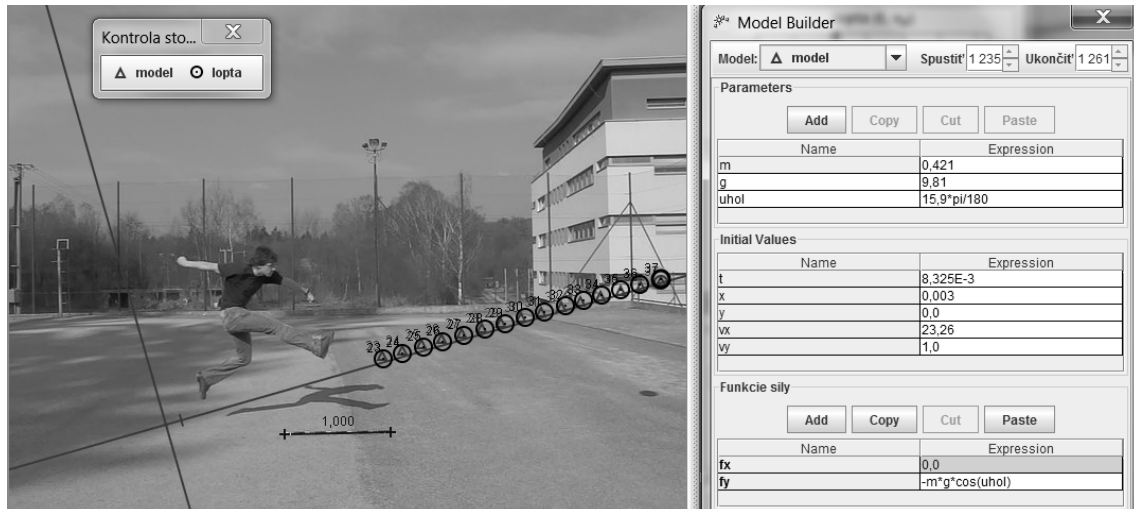 Kontrola sto...
model lopta
23 24 25 26 27 28 29 30 31 32 33 34 35 36 37
1,000
Model Builder
Model: model Spustiť 1 235 Ukončiť 1 261
Parameters
Add Copy Cut Paste
Name Expression
m 0,421
g 9,81
uhol 15,9*pi/180
Initial Values
Name Expression
t 8,325E-3
x 0,003
y 0,0
vx 23,26
vy 1,0
Funkcie sily
Add Copy Cut Paste
Name Expression
fx 0,0
fy -m*g*cos(uhol)